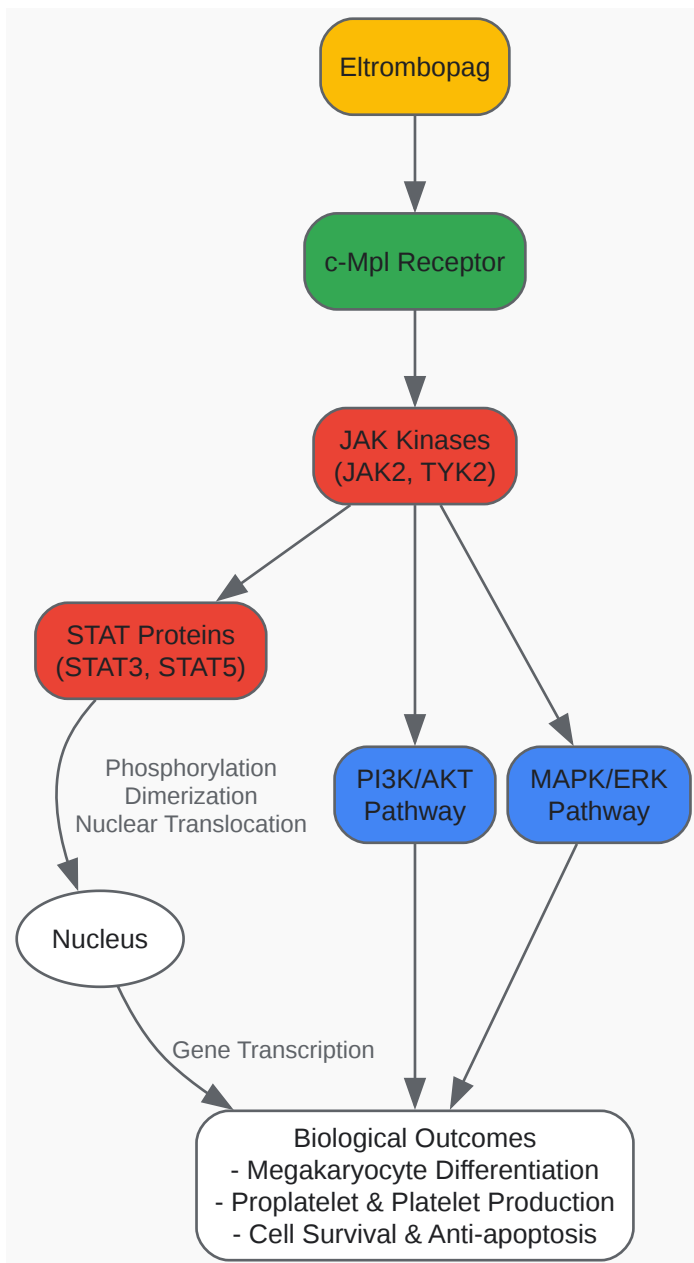 Eltrombopag
c-Mpl Receptor
JAK Kinases
(JAK2, TYK2)
STAT Proteins
(STAT3, STAT5)
Phosphorylation
Dimerization
Nuclear Translocation
PI3K/AKT
Pathway
MAPK/ERK
Pathway
Nucleus
Gene Transcription
Biological Outcomes
- Megakaryocyte Differentiation
- Proplatelet & Platelet Production
- Cell Survival & Anti-apoptosis